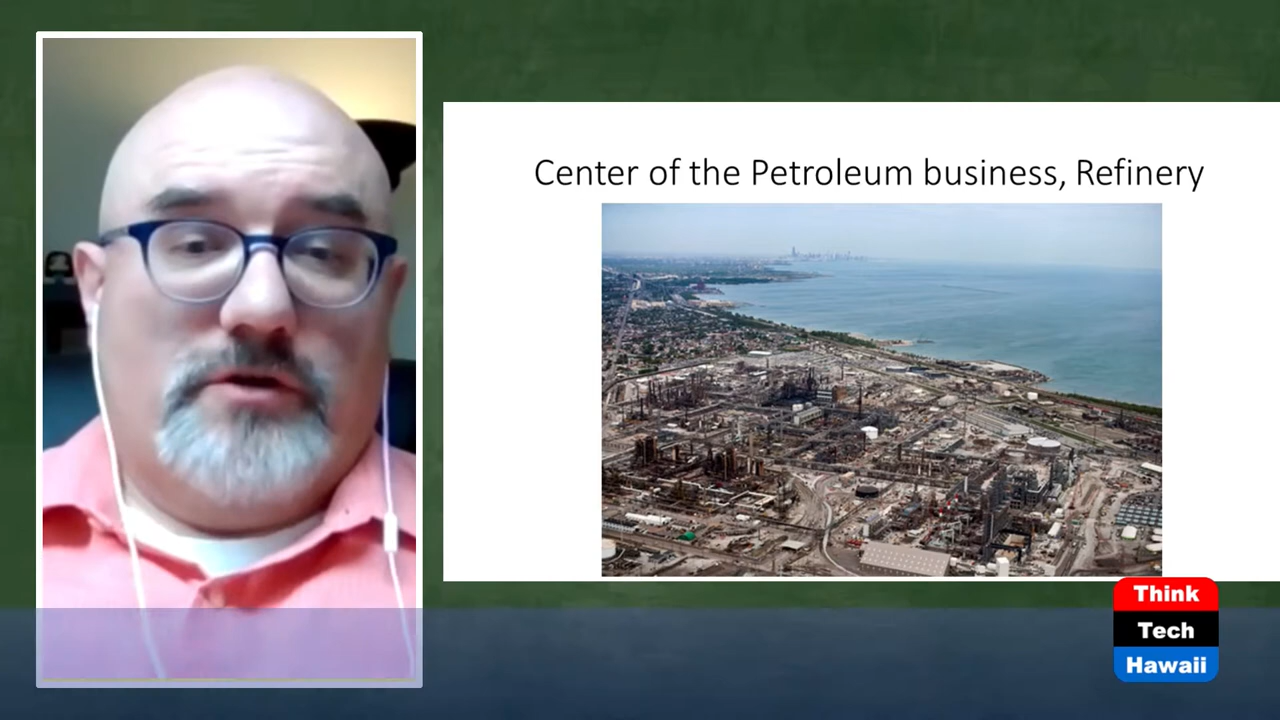 Center of the Petroleum business, Refinery
Think
Tech
Hawaii